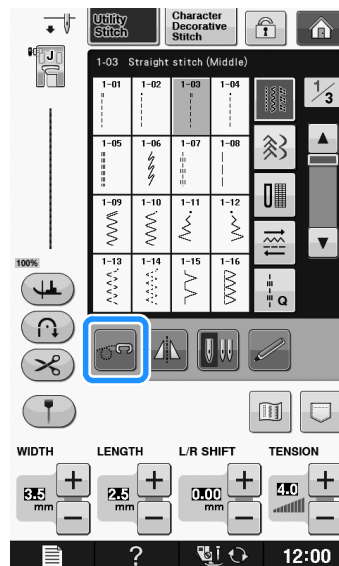 Utility Stitch
Character Decorative Stitch
J
1-03 Straight stitch (Middle)
1/3
1-01 1-02 1-03 1-04
1-05 1-06 1-07 1-08
1-09 1-10 1-11 1-12
1-13 1-14 1-15 1-16
Q
100%
WIDTH LENGTH L/R SHIFT TENSION
3.5 mm + − 2.5 mm + − 0.00 mm + − 4.0 + −
? 12:00